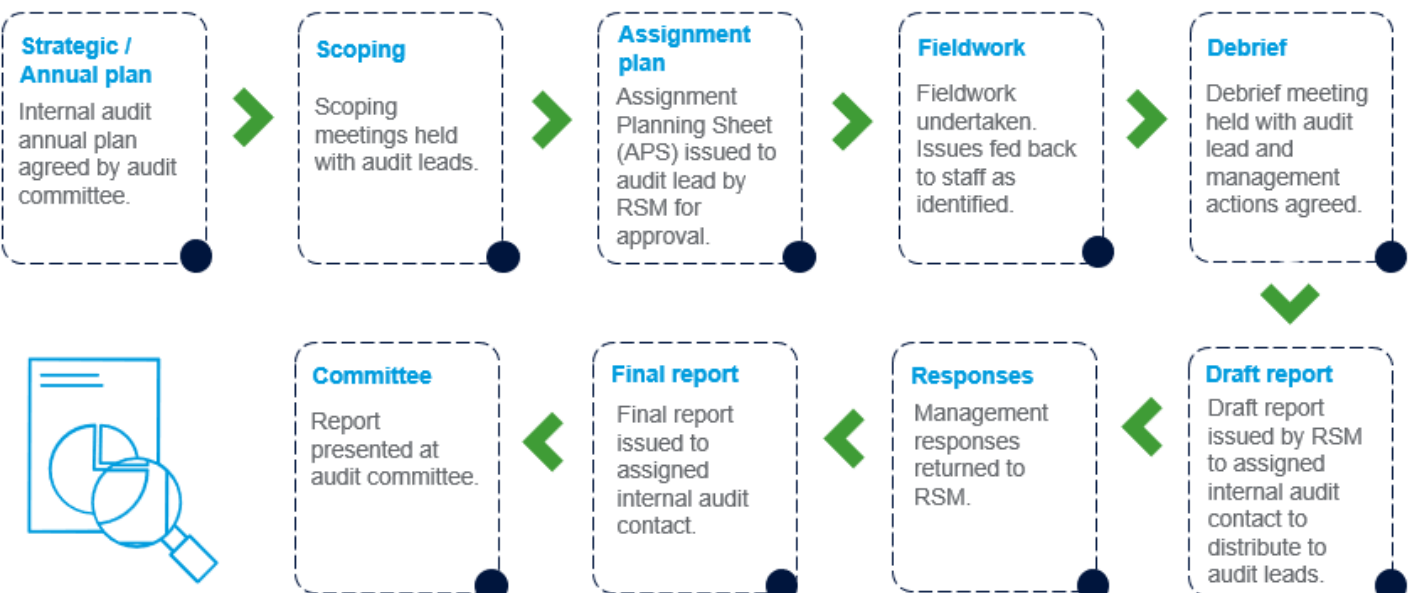 Strategic /
Annual plan
Internal audit
annual plan
agreed by audit
committee.
Scoping
Scoping
meetings held
with audit leads.
Assignment
plan
Assignment
Planning Sheet
(APS) issued to
audit lead by
RSM for
approval.
Fieldwork
Fieldwork
undertaken.
Issues fed back
to staff as
identified.
Debrief
Debrief meeting
held with audit
lead and
management
actions agreed.
Draft report
Draft report
issued by RSM
to assigned
internal audit
contact to
distribute to
audit leads.
Responses
Management
responses
returned to
RSM.
Final report
Final report
issued to
assigned
internal audit
contact.
Committee
Report
presented at
audit committee.